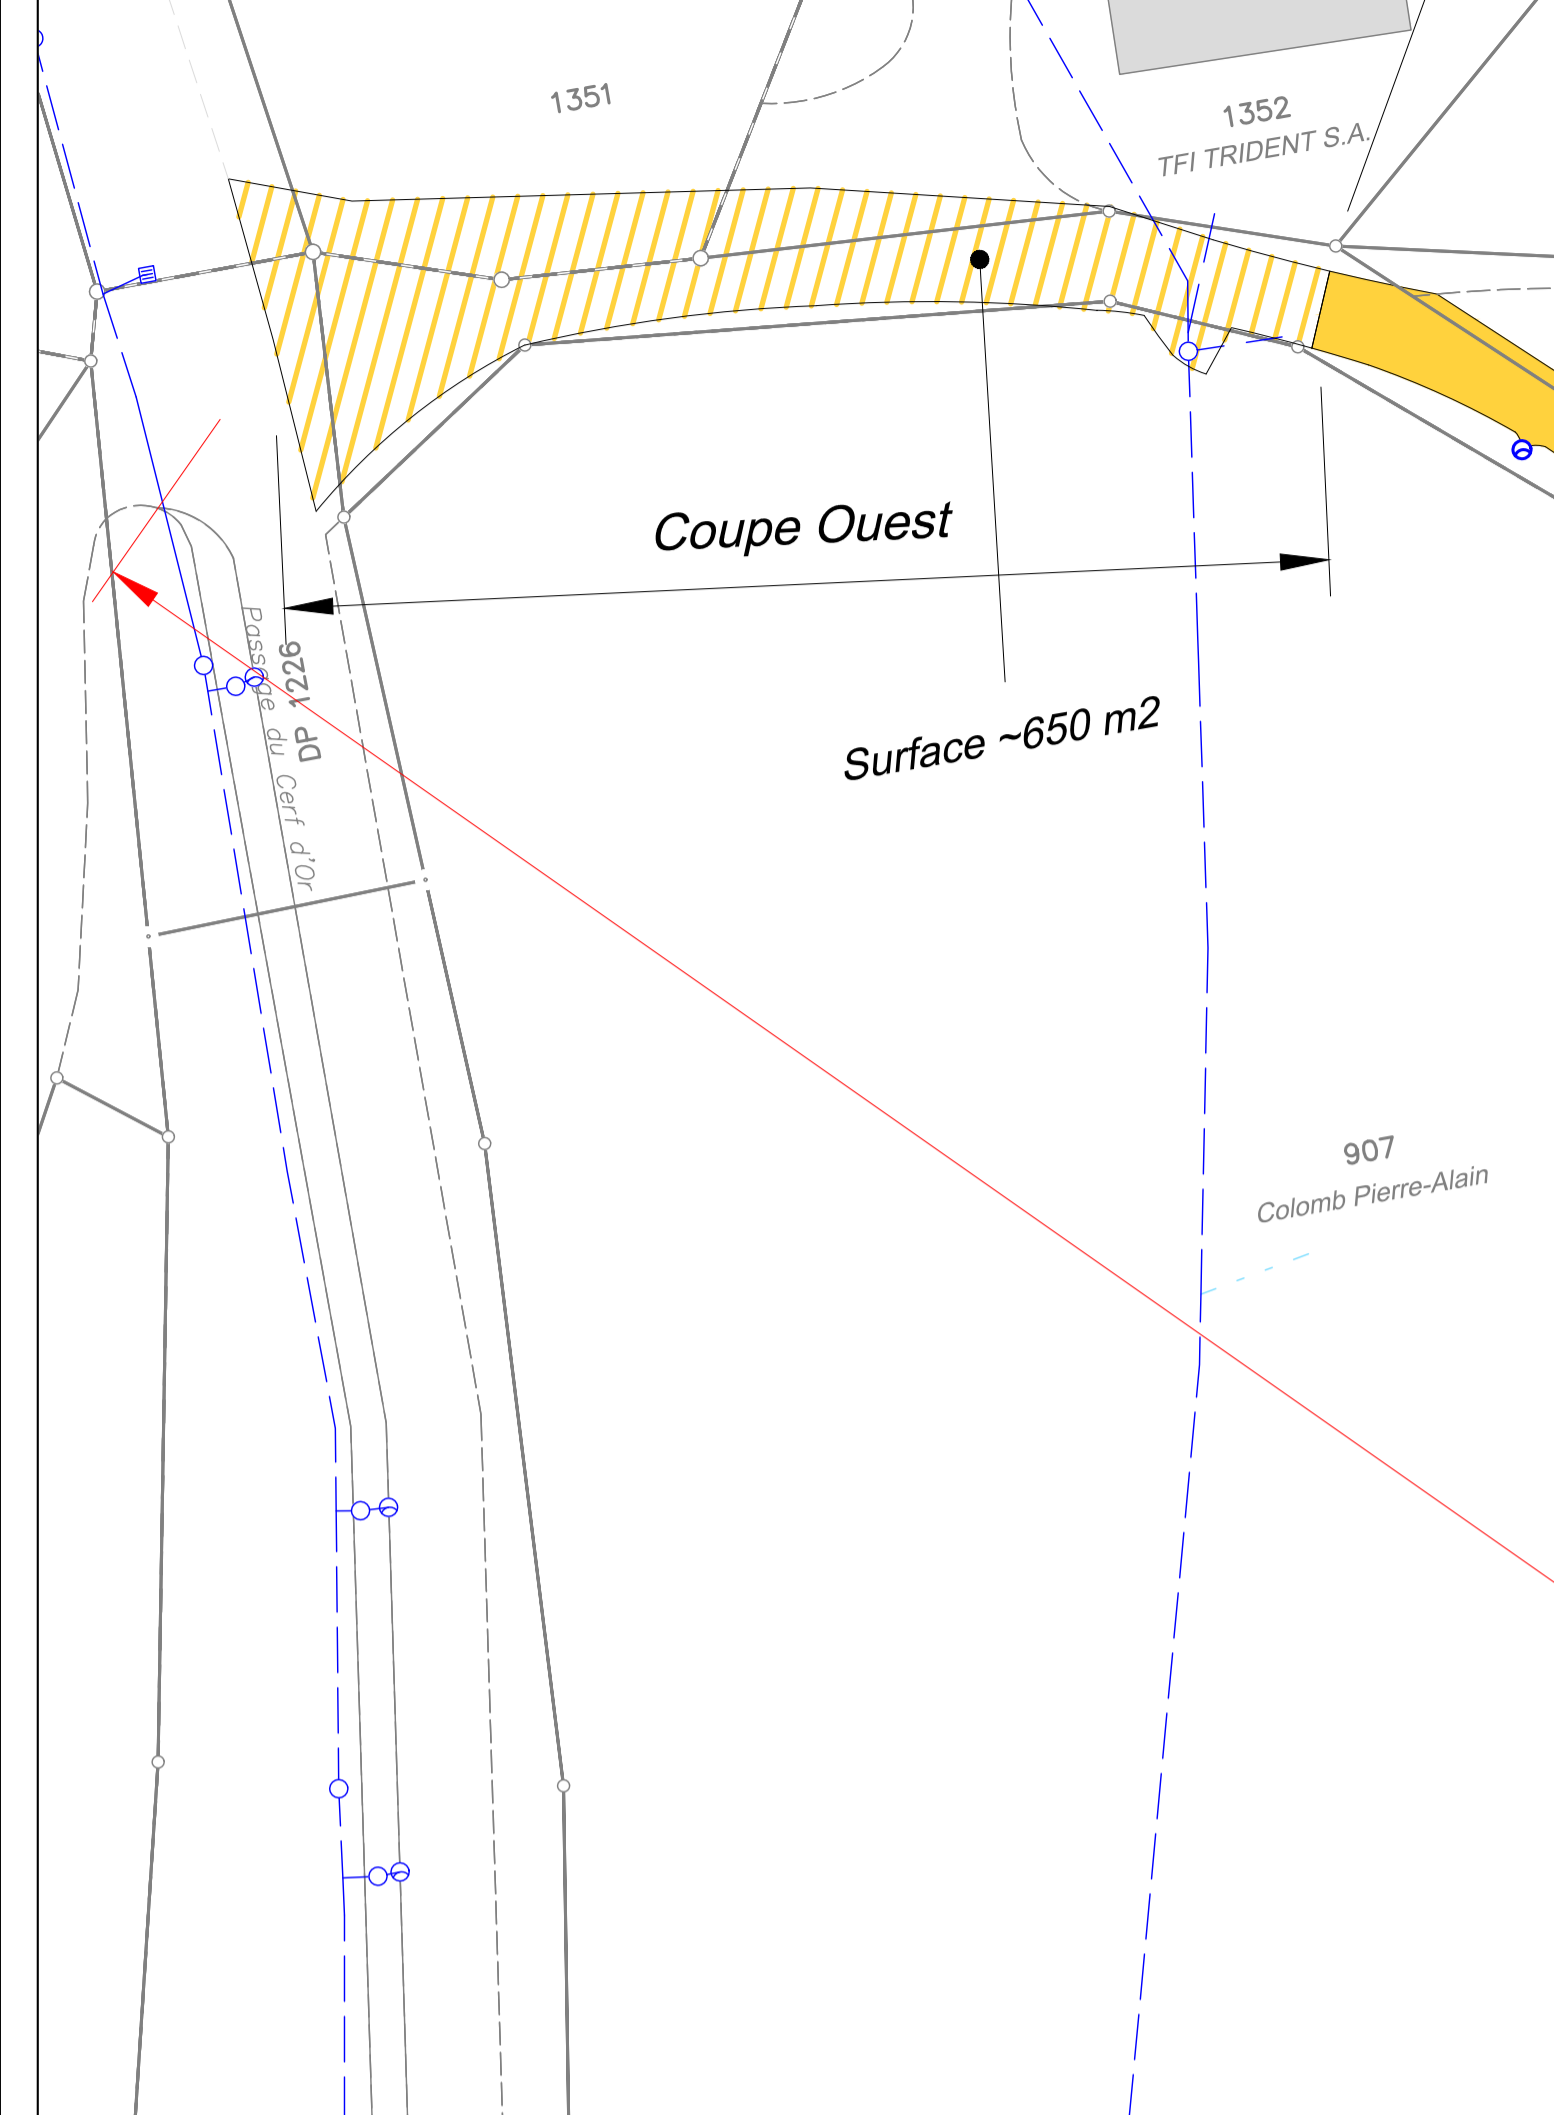 1351
1352
TFI TRIDENT S.A.
Coupe Ouest
DP 1226
Passage du Cerf d'Or
Surface ~650 m2
907
Colomb Pierre-Alain